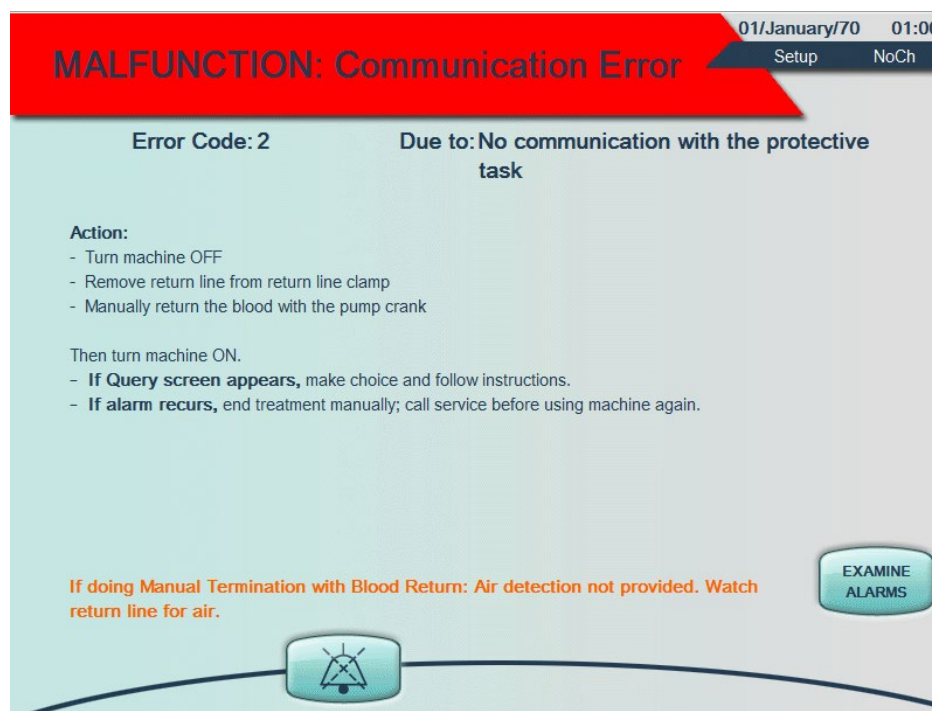 01/January/70 01:00
MALFUNCTION: Communication Error
Setup NoCh
Error Code: 2 Due to: No communication with the protective
task
Action:
- Turn machine OFF
- Remove return line from return line clamp
- Manually return the blood with the pump crank
Then turn machine ON.
- If Query screen appears, make choice and follow instructions.
- If alarm recurs, end treatment manually; call service before using machine again.
If doing Manual Termination with Blood Return: Air detection not provided. Watch
return line for air.
EXAMINE
ALARMS